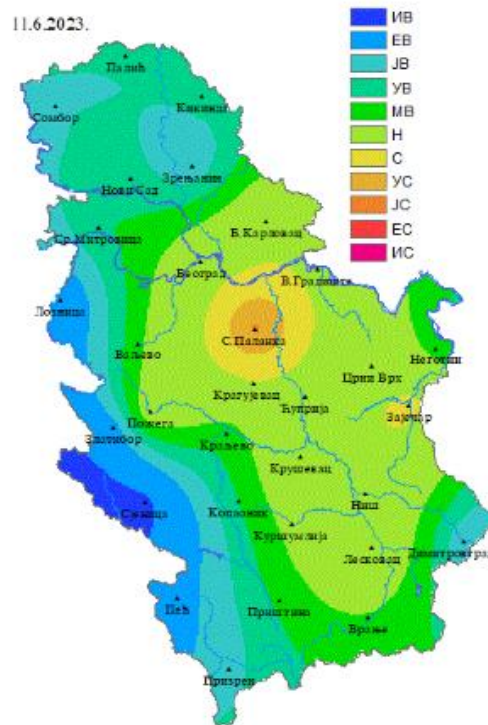 11.6.2023.
ИВ
ЕВ
ЈВ
УВ
МВ
Н
С
УС
ЈС
ЕС
ИС
Палић
Сомбор
Кикинда
Зрењанин
Нови Сад
Ср.Митровица
В.Карловац
Београд
В.Градиште
Лозница
С.Паланка
Ваљево
Неготин
Црни Врх
Крагујевац
Ћуприја
Зајечар
Пожега
Златибор
Краљево
Крушевац
Сјеница
Копаоник
Ниш
Куршумлија
Лесковац
Димитровград
Пећ
Приштина
Врање
Призрен